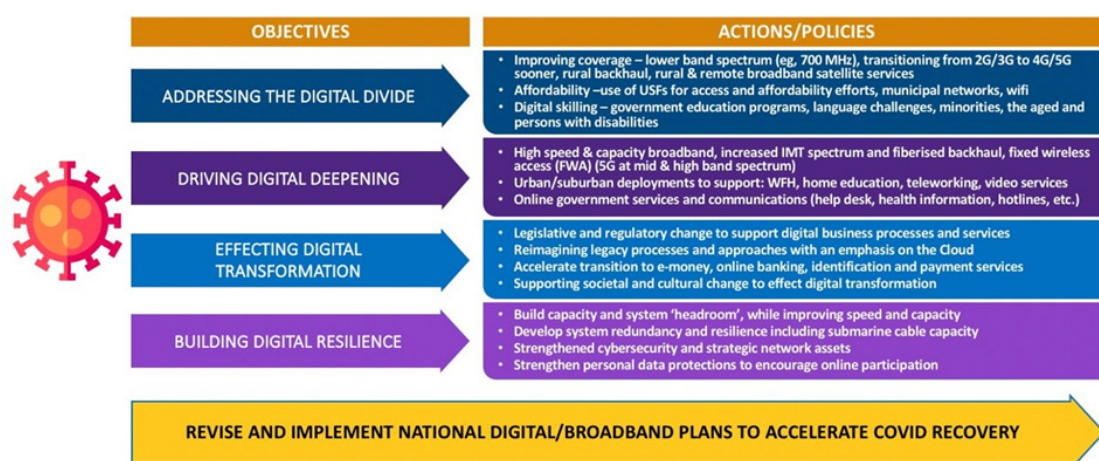 OBJECTIVES
ACTIONS/POLICIES
ADDRESSING THE DIGITAL DIVIDE
• Improving coverage – lower band spectrum (eg, 700 MHz), transitioning from 2G/3G to 4G/5G
sooner, rural backhaul, rural & remote broadband satellite services
• Affordability –use of USFs for access and affordability efforts, municipal networks, wifi
• Digital skilling – government education programs, language challenges, minorities, the aged and
persons with disabilities
DRIVING DIGITAL DEEPENING
• High speed & capacity broadband, increased IMT spectrum and fiberised backhaul, fixed wireless
access (FWA) (5G at mid & high band spectrum)
• Urban/suburban deployments to support: WFH, home education, teleworking, video services
• Online government services and communications (help desk, health information, hotlines, etc.)
EFFECTING DIGITAL
TRANSFORMATION
• Legislative and regulatory change to support digital business processes and services
• Reimagining legacy processes and approaches with an emphasis on the Cloud
• Accelerate transition to e-money, online banking, identification and payment services
• Supporting societal and cultural change to effect digital transformation
BUILDING DIGITAL RESILIENCE
• Build capacity and system ‘headroom’, while improving speed and capacity
• Develop system redundancy and resilience including submarine cable capacity
• Strengthened cybersecurity and strategic network assets
• Strengthen personal data protections to encourage online participation
REVISE AND IMPLEMENT NATIONAL DIGITAL/BROADBAND PLANS TO ACCELERATE COVID RECOVERY